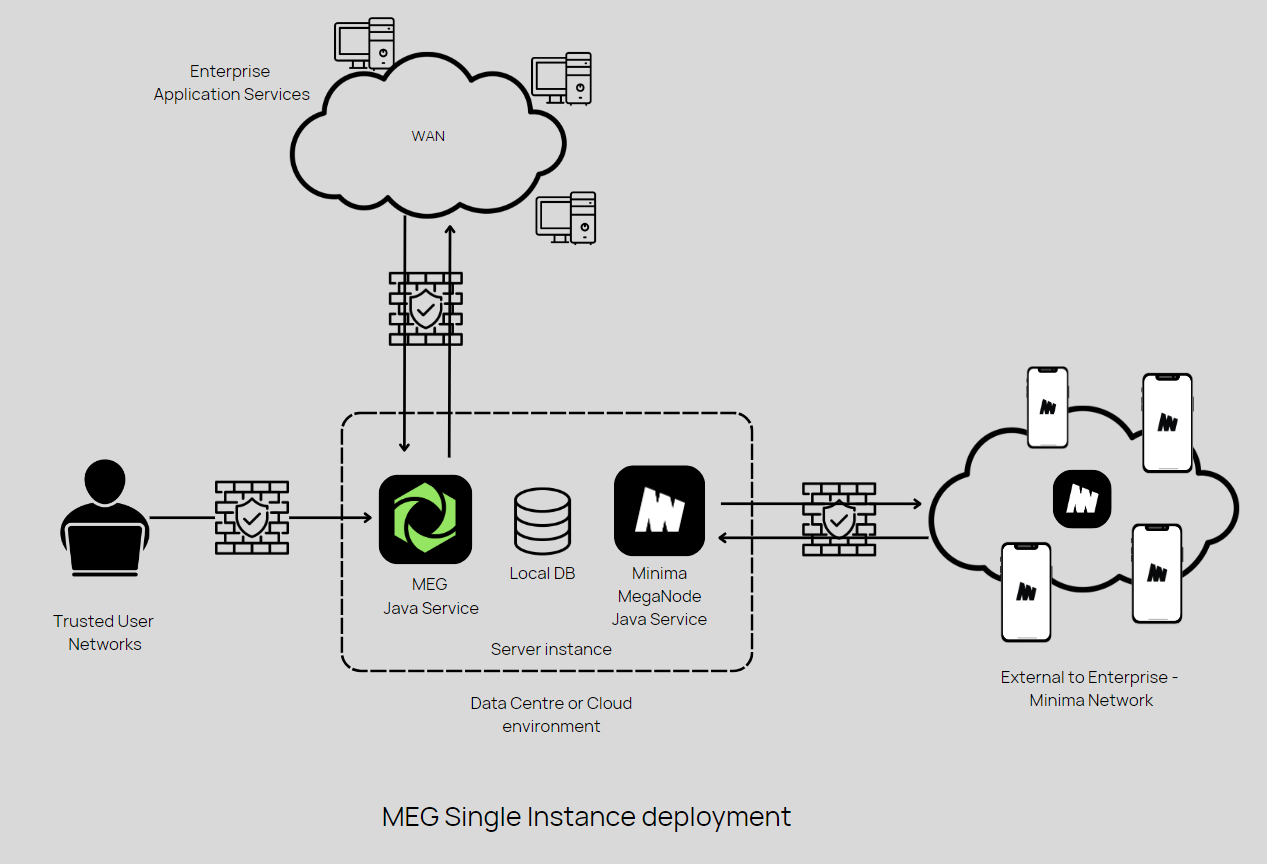 Enterprise
Application Services
WAN
MEG
Java Service
Local DB
Minima
MegaNode
Java Service
Server instance
Trusted User
Networks
Data Centre or Cloud
environment
External to Enterprise -
Minima Network
MEG Single Instance deployment